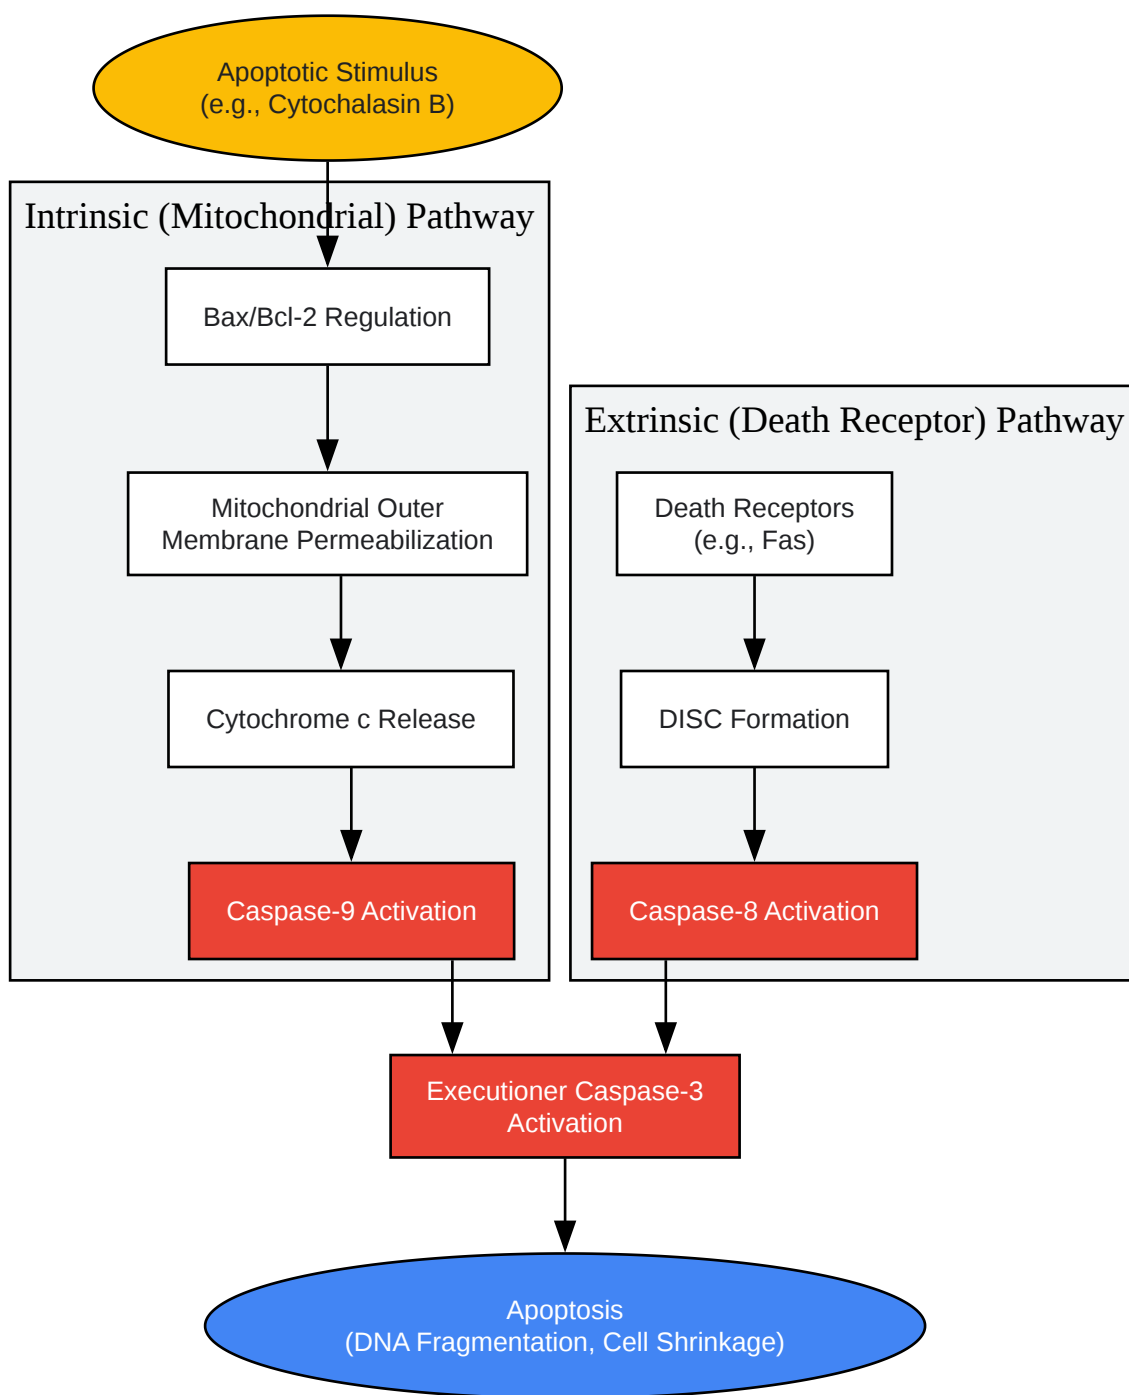 Apoptotic Stimulus
(e.g., Cytochalasin B)
Intrinsic (Mitochondrial) Pathway
Bax/Bcl-2 Regulation
Mitochondrial Outer
Membrane Permeabilization
Cytochrome c Release
Caspase-9 Activation
Extrinsic (Death Receptor) Pathway
Death Receptors
(e.g., Fas)
DISC Formation
Caspase-8 Activation
Executioner Caspase-3
Activation
Apoptosis
(DNA Fragmentation, Cell Shrinkage)